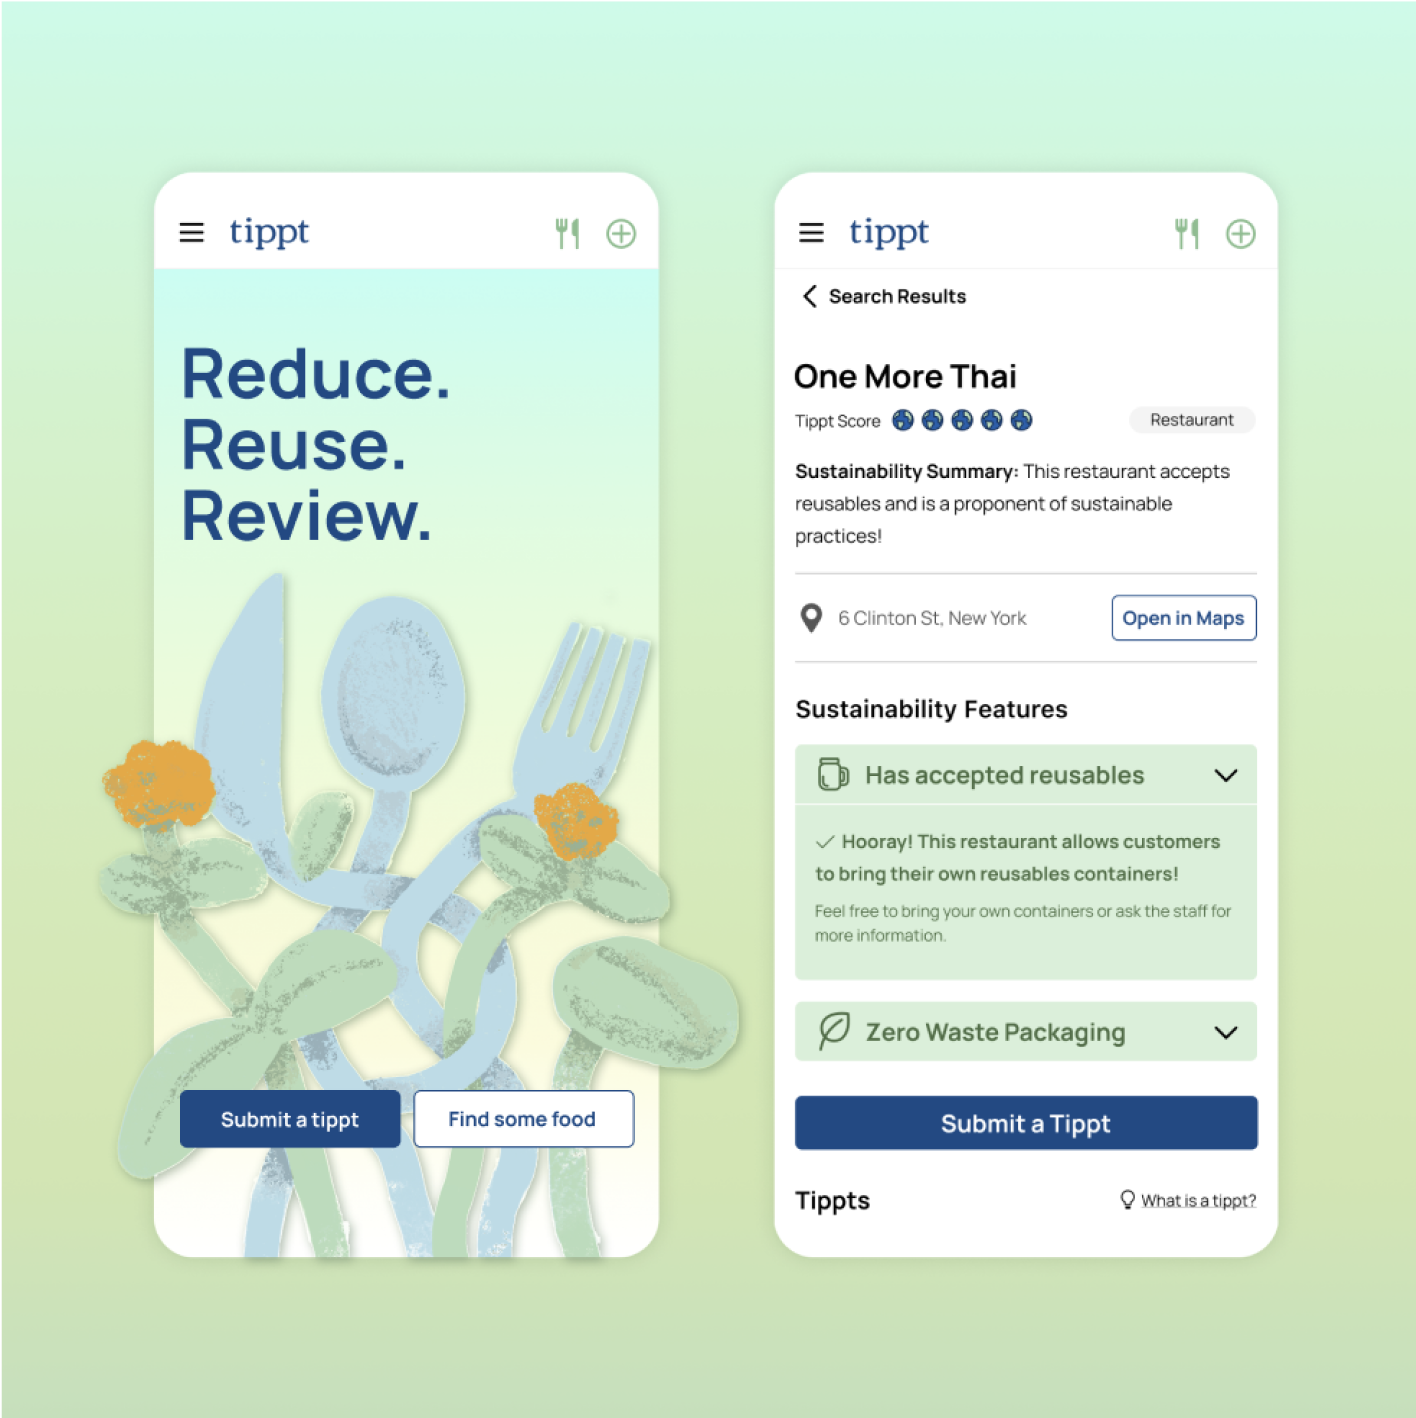 tippt
Reduce.
Reuse.
Review.
Submit a tippt
Find some food
tippt
Search Results
One More Thai
Tippt Score
Restaurant
Sustainability Summary: This restaurant accepts
reusables and is a proponent of sustainable
practices!
6 Clinton St, New York
Open in Maps
Sustainability Features
Has accepted reusables
Hooray! This restaurant allows customers
to bring their own reusables containers!
Feel free to bring your own containers or ask the staff for
more information.
Zero Waste Packaging
Submit a Tippt
Tippts
What is a tippt?